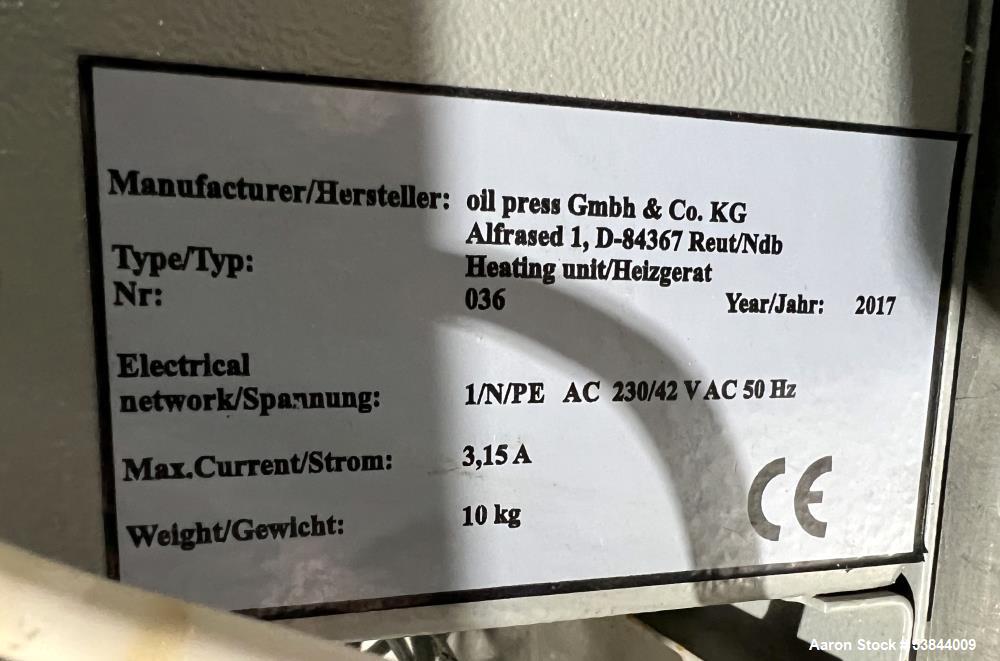 Manufacturer/Hersteller: oil press Gmbh & Co. KG
Alfrased 1, D-84367 Reut/Ndb
Type/Typ: Heating unit/Heizgerat
Nr: 036 Year/Jahr: 2017
Electrical
network/Spannung: 1/N/PE AC 230/42 V AC 50 Hz
Max.Current/Strom: 3,15 A
Weight/Gewicht: 10 kg
CE
Aaron Stock # 53844009